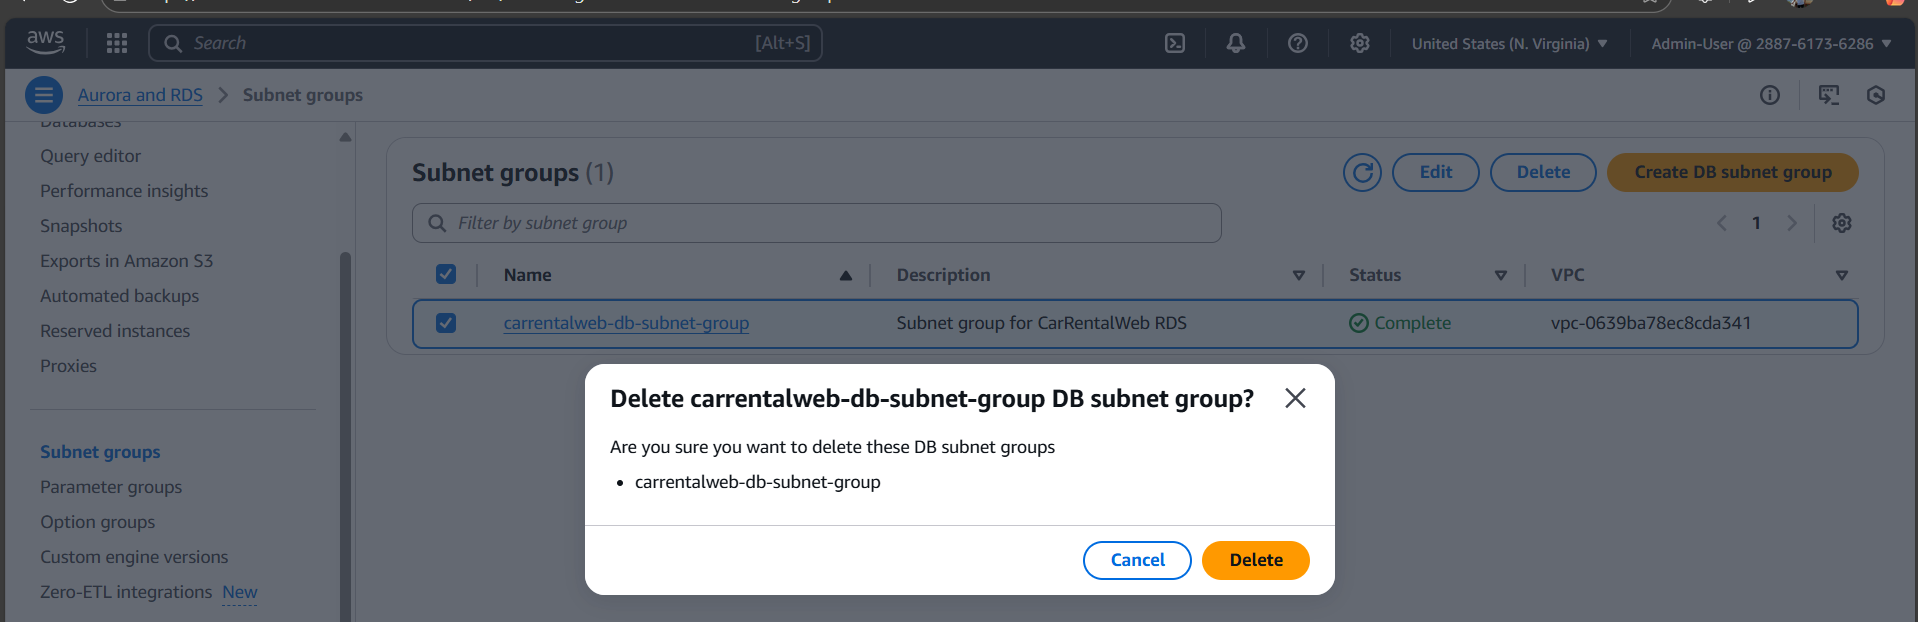 aws
Search
[Alt+S]
United States (N. Virginia)
Admin-User @ 2887-6173-6286
Aurora and RDS
Subnet groups
Databases
Query editor
Performance insights
Snapshots
Exports in Amazon S3
Automated backups
Reserved instances
Proxies
Subnet groups
Parameter groups
Option groups
Custom engine versions
Zero-ETL integrations New
Subnet groups (1)
Edit
Delete
Create DB subnet group
Filter by subnet group
1
Name
Description
Status
VPC
carrentalweb-db-subnet-group
Subnet group for CarRentalWeb RDS
Complete
vpc-0639ba78ec8cda341
Delete carrentalweb-db-subnet-group DB subnet group?
Are you sure you want to delete these DB subnet groups
• carrentalweb-db-subnet-group
Cancel
Delete